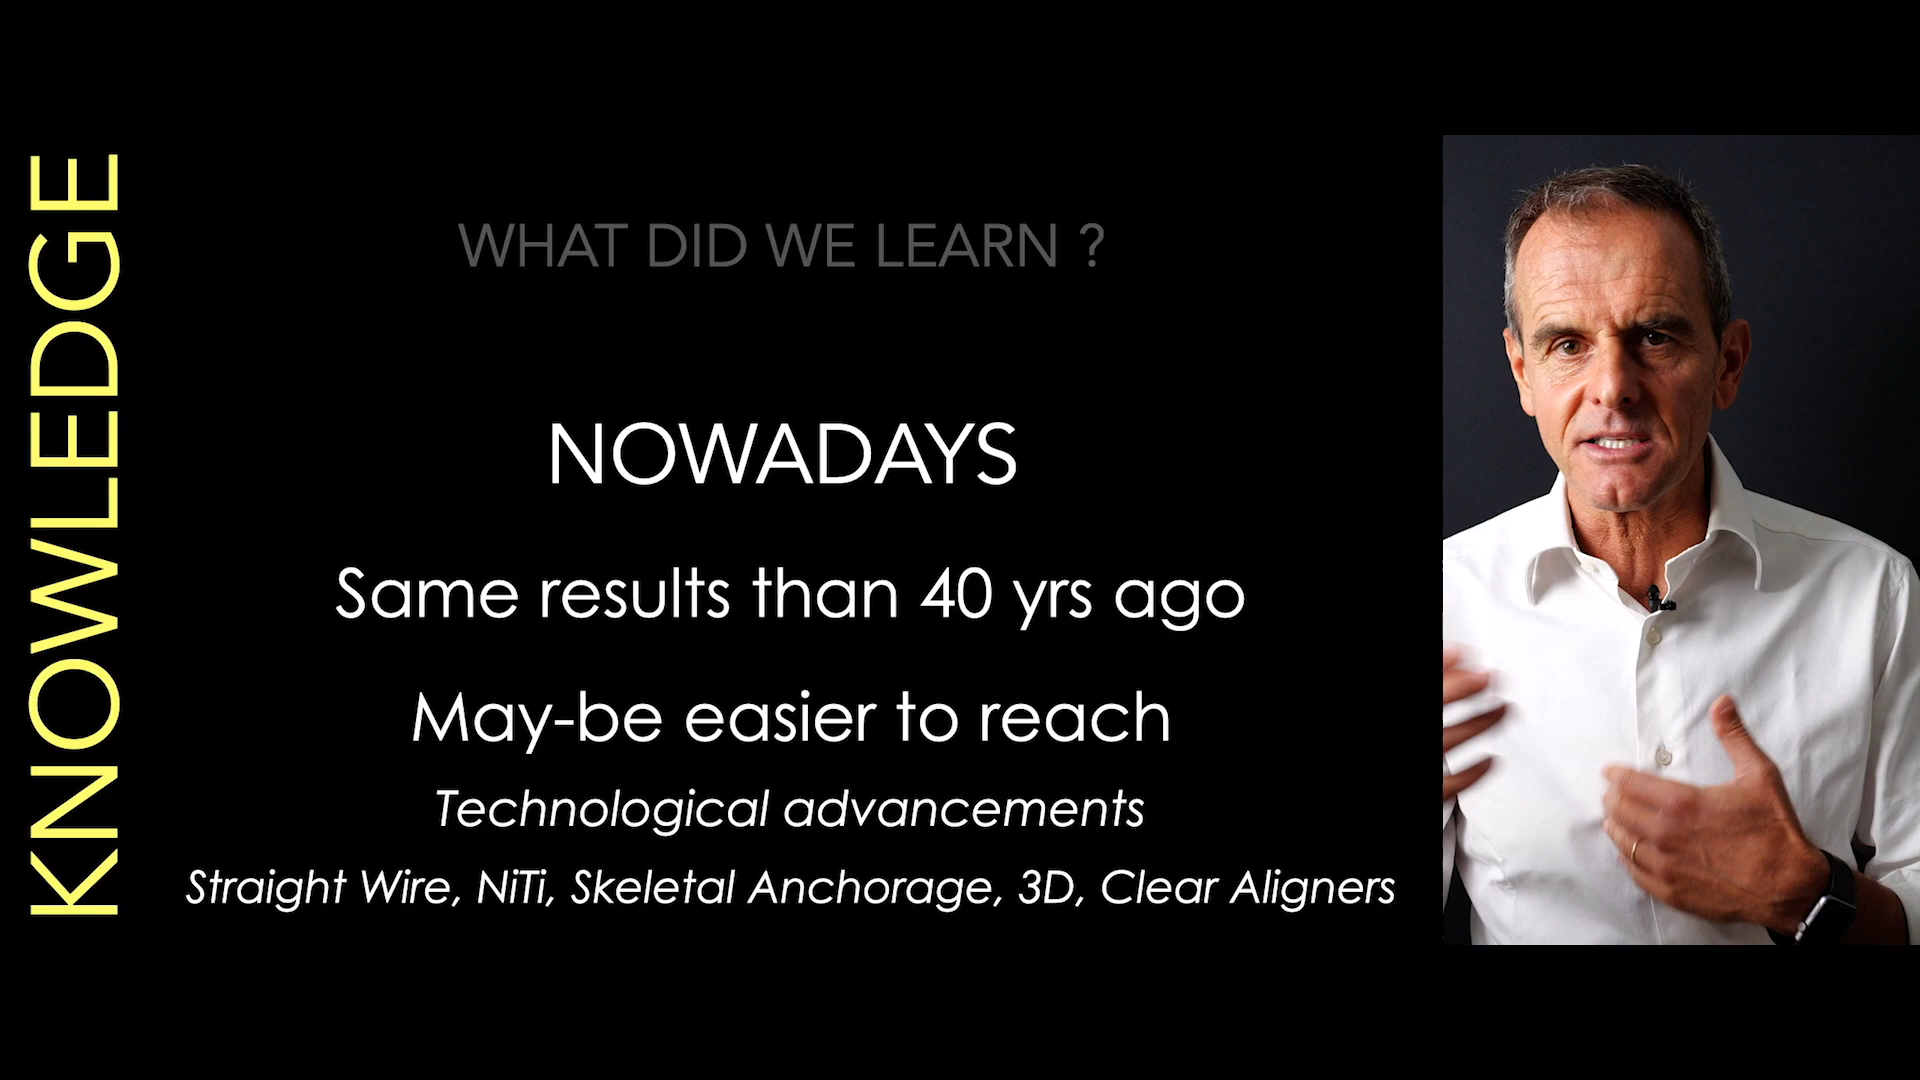 KNOWLEDGE
WHAT DID WE LEARN ?
NOWADAYS
Same results than 40 yrs ago
May-be easier to reach
Technological advancements
Straight Wire, NiTi, Skeletal Anchorage, 3D, Clear Aligners